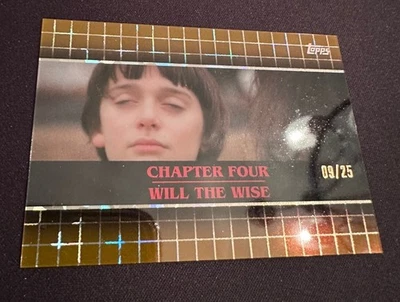 Topps
CHAPTER FOUR
WILL THE WISE
09/25